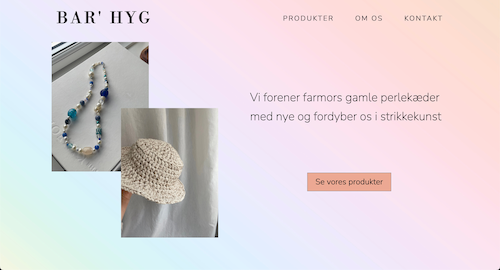 BAR' HYG
PRODUKTER OM OS KONTAKT
Vi forener farmors gamle perlekæder
med nye og fordyber os i strikkekunst
Se vores produkter